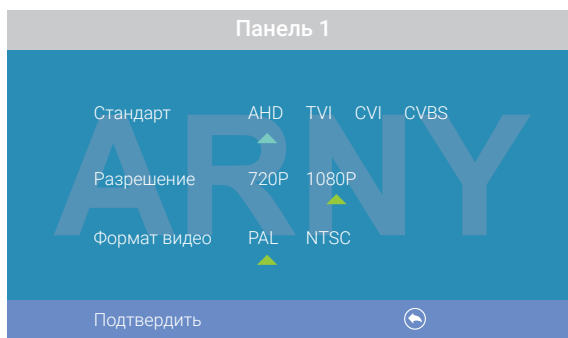 Панель 1
Стандарт AHD TVI CVI CVBS
Разрешение 720P 1080P
Формат видео PAL NTSC
Подтвердить
ARNY